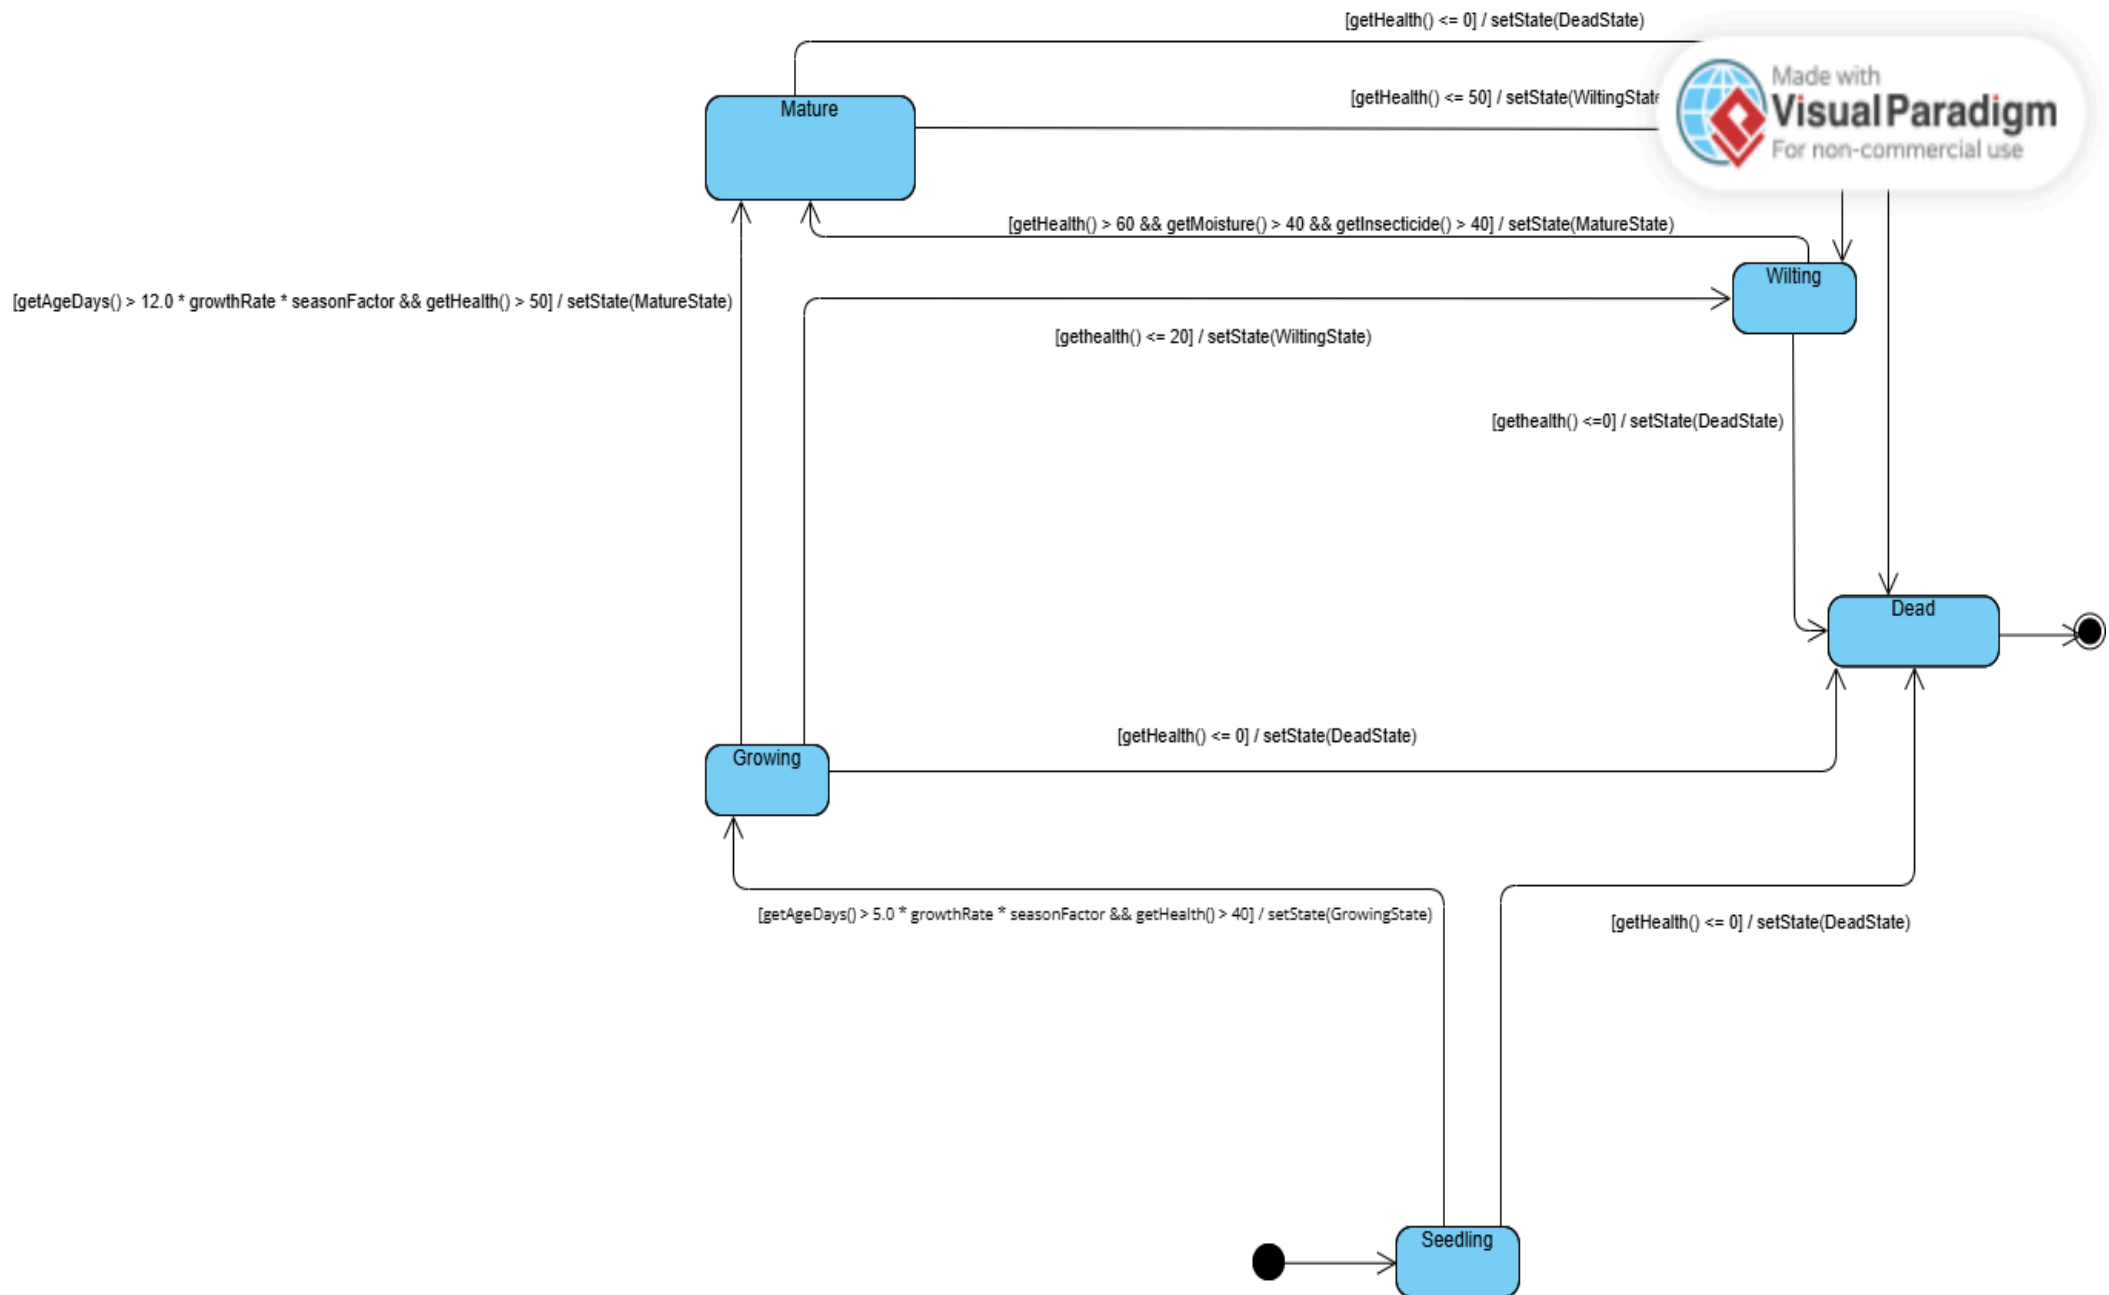 [getHealth() <= 0] / setState(DeadState)
Made with
Visual Paradigm
For non-commercial use
[getHealth() <= 50] / setState(WiltingState
Mature
[getHealth() > 60 && getMoisture() > 40 && getInsecticide() > 40] / setState(MatureState)
Wilting
[getAgeDays() > 12.0 * growthRate * seasonFactor && getHealth() > 50] / setState(MatureState)
[gethealth() <= 20] / setState(WiltingState)
[gethealth() <=0] / setState(DeadState)
Dead
[getHealth() <= 0] / setState(DeadState)
Growing
[getAgeDays() > 5.0 * growthRate * seasonFactor && getHealth() > 40] / setState(GrowingState)
[getHealth() <= 0] / setState(DeadState)
Seedling